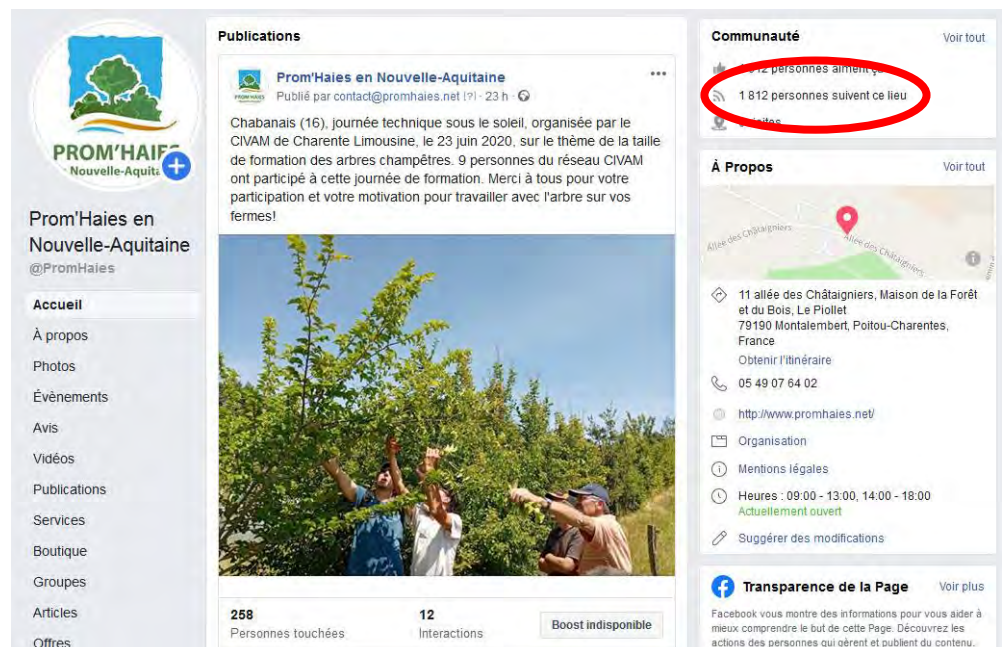 PROM'HAIES
Nouvelle-Aquit
Prom'Haies en
Nouvelle-Aquitaine
@PromHaies
Accueil
À propos
Photos
Évènements
Avis
Vidéos
Publications
Services
Boutique
Groupes
Articles
Offres
Publications
Prom'Haies en Nouvelle-Aquitaine
Publié par contact@promhaies.net [?] · 23 h ·
Chabanais (16), journée technique sous le soleil, organisée par le
CIVAM de Charente Limousine, le 23 juin 2020, sur le thème de la taille
de formation des arbres champêtres. 9 personnes du réseau CIVAM
ont participé à cette journée de formation. Merci à tous pour votre
participation et votre motivation pour travailler avec l'arbre sur vos
fermes!
258
Personnes touchées
12
Interactions
Boost indisponible
Communauté
Voir tout
personnes aiment
1 812 personnes suivent ce lieu
À Propos
Voir tout
Allée des Châtaigniers
Allée des Châtaigniers
11 allée des Châtaigniers, Maison de la Forêt
et du Bois, Le Piollet
79190 Montalembert, Poitou-Charentes,
France
Obtenir l'itinéraire
05 49 07 64 02
http://www.promhaies.net/
Organisation
Mentions légales
Heures : 09:00 - 13:00, 14:00 - 18:00
Actuellement ouvert
Suggérer des modifications
Transparence de la Page
Voir plus
Facebook vous montre des informations pour vous aider à
mieux comprendre le but de cette Page. Découvrez les
actions des personnes qui gèrent et publient du contenu.